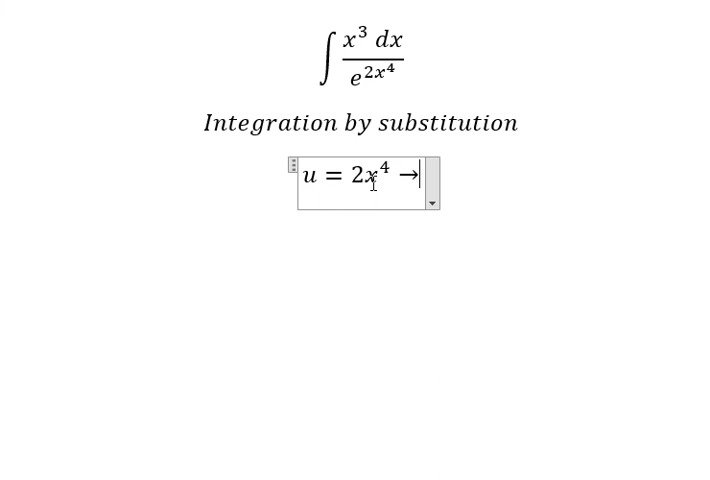 ∫ x³ dx / e^(2x⁴)
Integration by substitution
u = 2x⁴ →